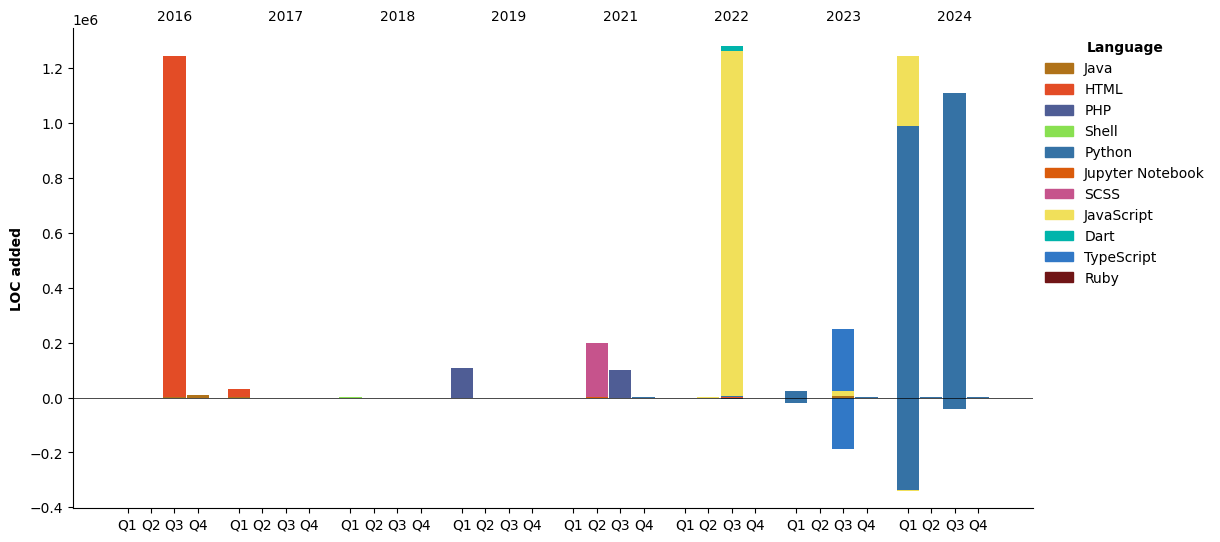 1e6
2016 2017 2018 2019 2021 2022 2023 2024
LOC added
1.2
1.0
0.8
0.6
0.4
0.2
0.0
−0.2
−0.4
Q1 Q2 Q3 Q4 Q1 Q2 Q3 Q4 Q1 Q2 Q3 Q4 Q1 Q2 Q3 Q4 Q1 Q2 Q3 Q4 Q1 Q2 Q3 Q4 Q1 Q2 Q3 Q4 Q1 Q2 Q3 Q4
Language
Java
HTML
PHP
Shell
Python
Jupyter Notebook
SCSS
JavaScript
Dart
TypeScript
Ruby